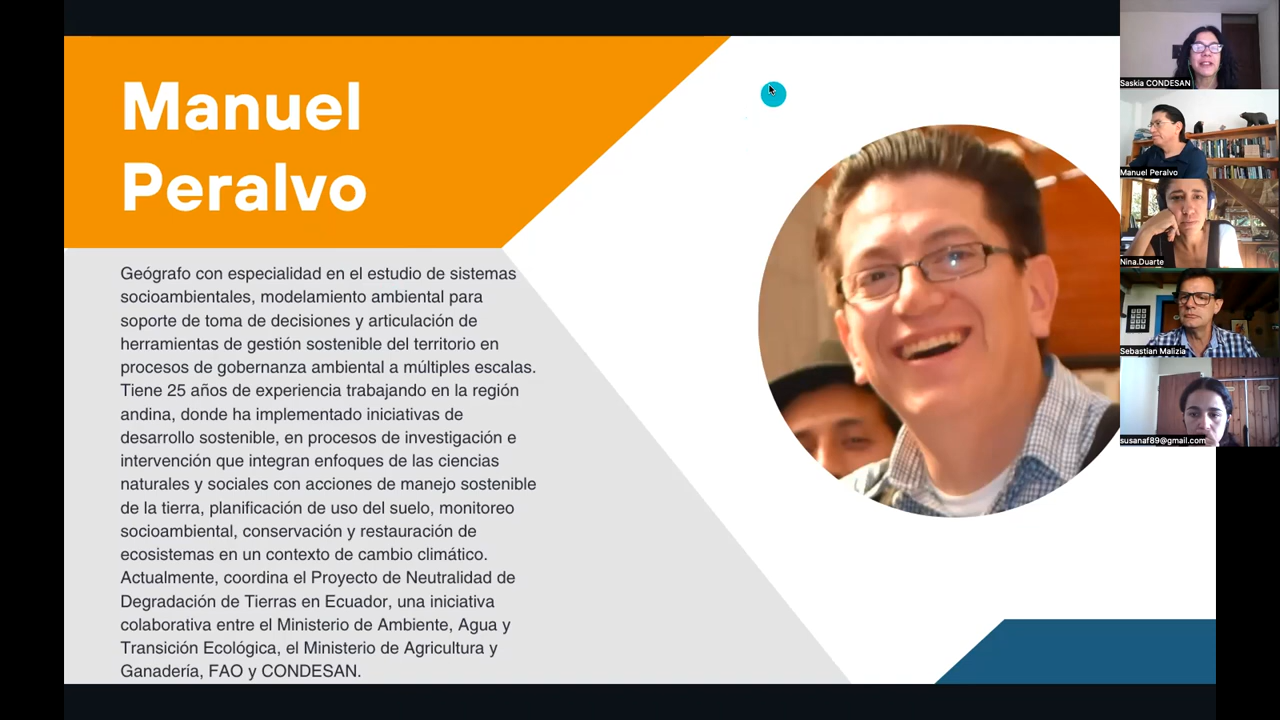 Manuel
Peralvo
Geógrafo con especialidad en el estudio de sistemas
socioambientales, modelamiento ambiental para
soporte de toma de decisiones y articulación de
herramientas de gestión sostenible del territorio en
procesos de gobernanza ambiental a múltiples escalas.
Tiene 25 años de experiencia trabajando en la región
andina, donde ha implementado iniciativas de
desarrollo sostenible, en procesos de investigación e
intervención que integran enfoques de las ciencias
naturales y sociales con acciones de manejo sostenible
de la tierra, planificación de uso del suelo, monitoreo
socioambiental, conservación y restauración de
ecosistemas en un contexto de cambio climático.
Actualmente, coordina el Proyecto de Neutralidad de
Degradación de Tierras en Ecuador, una iniciativa
colaborativa entre el Ministerio de Ambiente, Agua y
Transición Ecológica, el Ministerio de Agricultura y
Ganadería, FAO y CONDESAN.
Saskia CONDESAN
Manuel Peralvo
Nina.Duarte
Sebastian Malizia
susanaf89@gmail.com